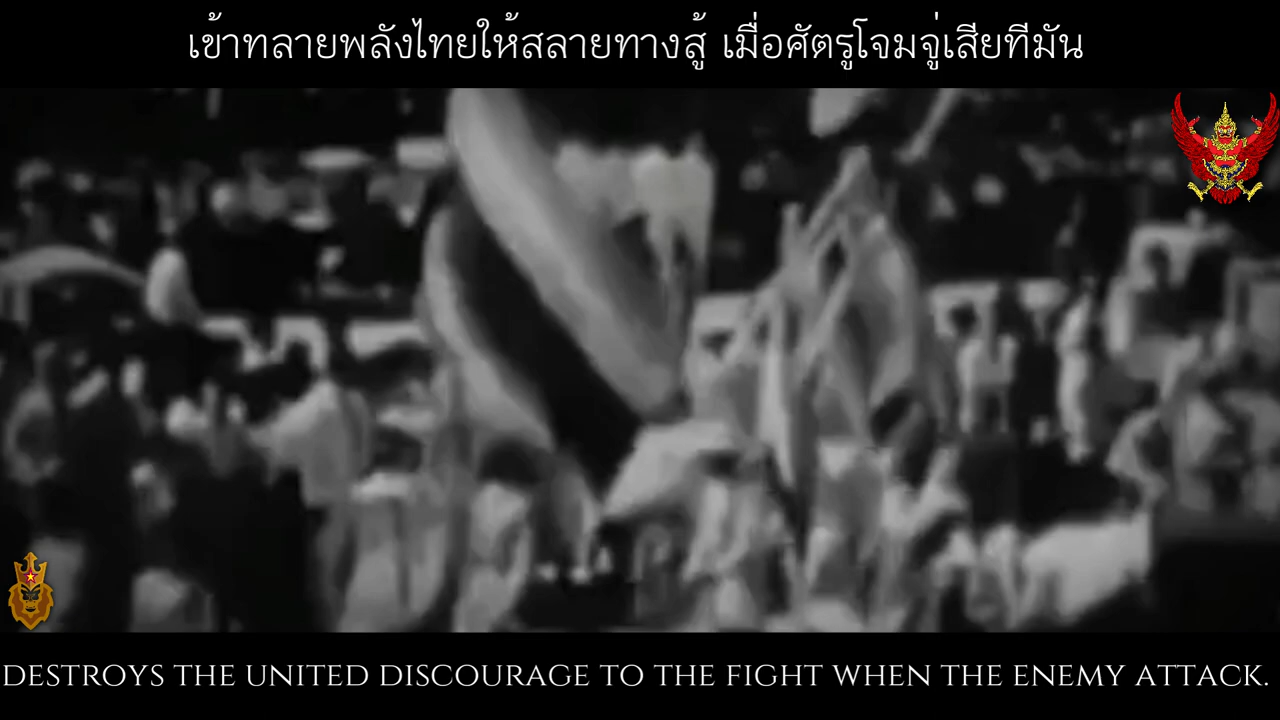 เข้าทลายพลังไทยให้สลายทางสู้ เมื่อศัตรูโจมจู่เสียทีมัน
DESTROYS THE UNITED DISCOURAGE TO THE FIGHT WHEN THE ENEMY ATTACK.